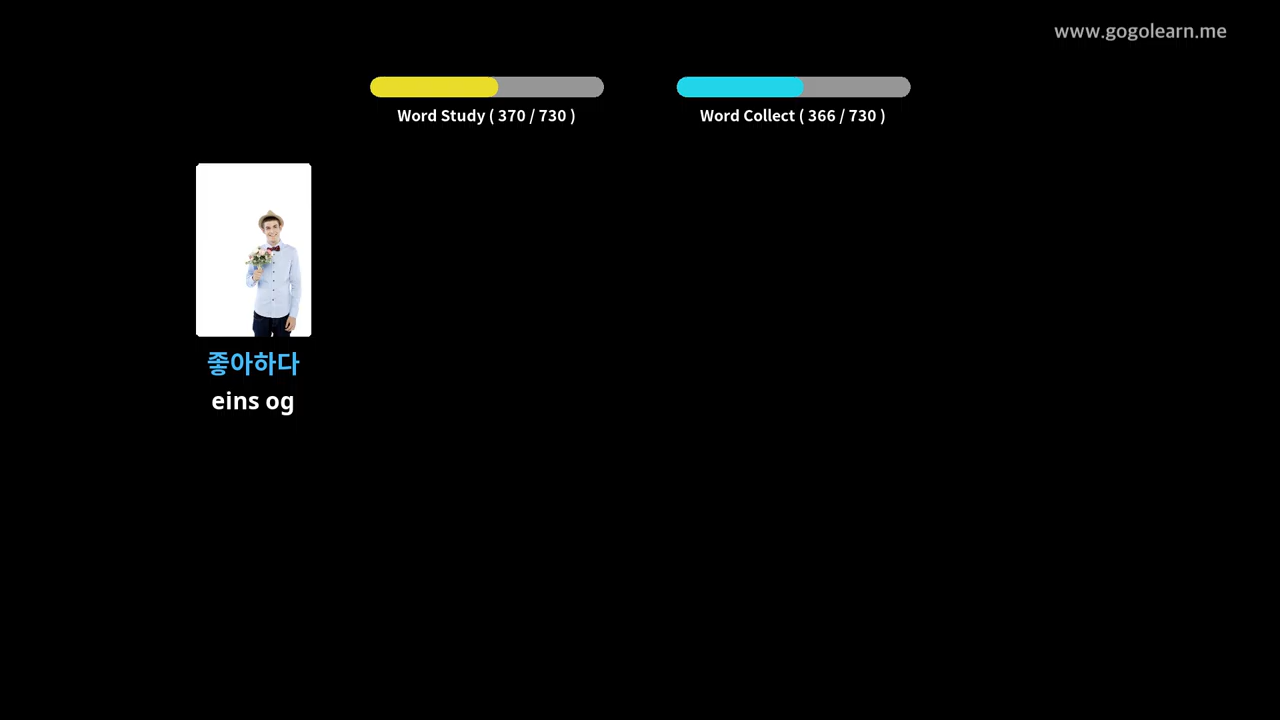 www.gogolearn.me
Word Study ( 370 / 730 )
Word Collect ( 366 / 730 )
좋아하다
eins og